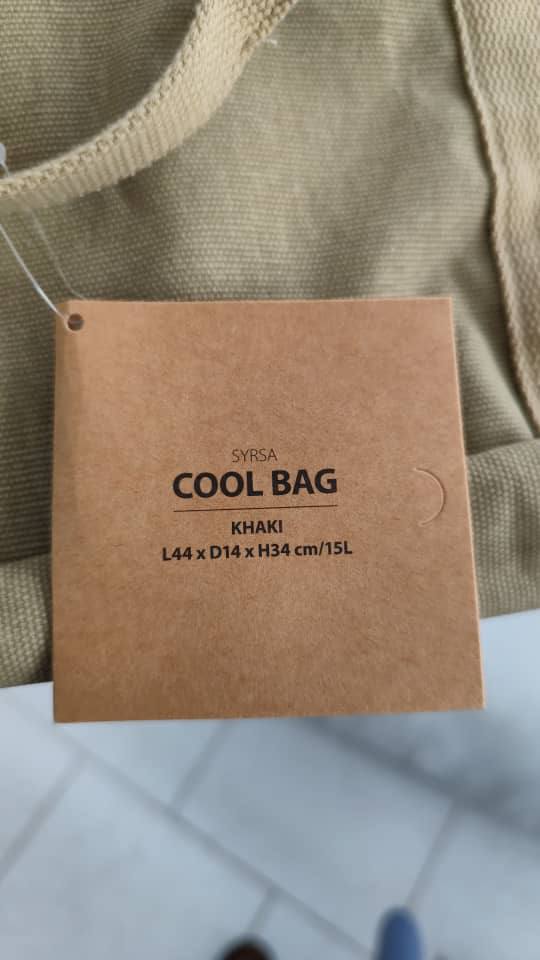 SYRSA
COOL BAG
KHAKI
L44 x D14 x H34 cm/15L